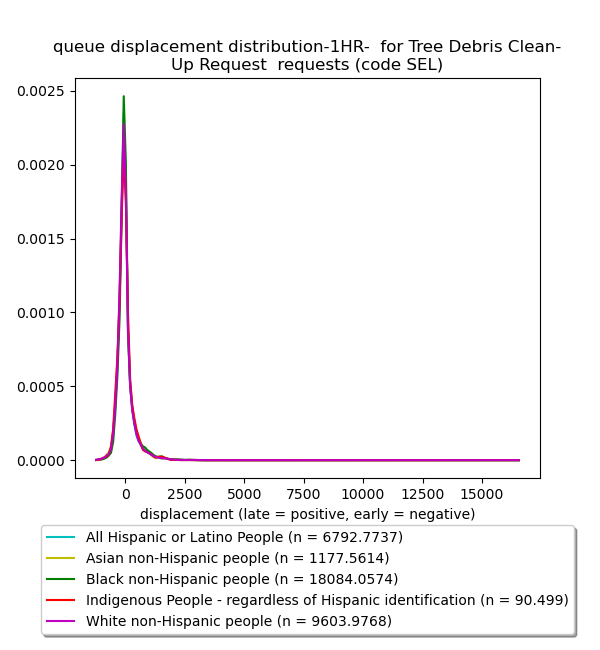 queue displacement distribution-1HR-  for Tree Debris Clean-
Up Request  requests (code SEL)
0.0025
0.0020
0.0015
0.0010
0.0005
0.0000
0 2500 5000 7500 10000 12500 15000
displacement (late = positive, early = negative)
All Hispanic or Latino People (n = 6792.7737)
Asian non-Hispanic people (n = 1177.5614)
Black non-Hispanic people (n = 18084.0574)
Indigenous People - regardless of Hispanic identification (n = 90.499)
White non-Hispanic people (n = 9603.9768)